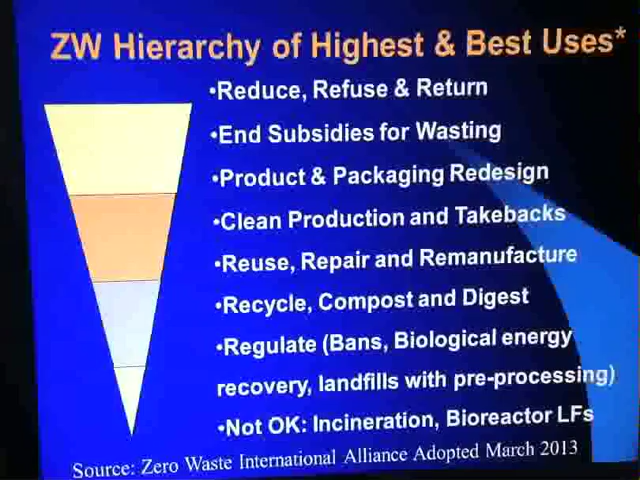 ZW Hierarchy of Highest & Best Uses*
•Reduce, Refuse & Return
•End Subsidies for Wasting
•Product & Packaging Redesign
•Clean Production and Takebacks
•Reuse, Repair and Remanufacture
•Recycle, Compost and Digest
•Regulate (Bans, Biological energy
recovery, landfills with pre-processing)
•Not OK: Incineration, Bioreactor LFs
Source: Zero Waste International Alliance Adopted March 2013